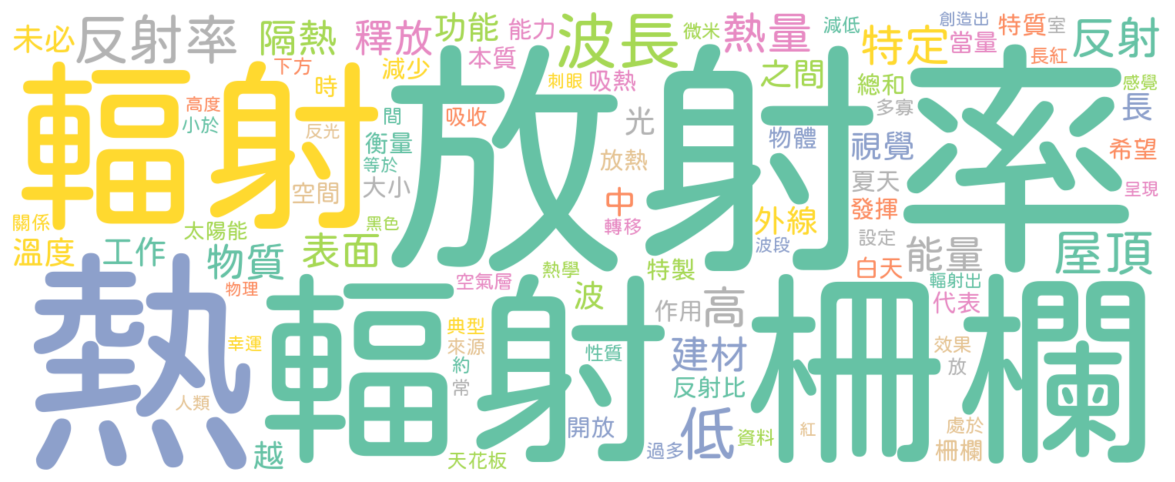 未必
反射率
隔熱
釋放
功能
能力
波長
微米
熱量
減低
創造出
特定
當量
特質
室
長紅
反射
下方
減少
本質
刺眼
吸熱
之間
總和
感覺
輻射
放射率
高度
時
小於
反光
間
衡量
等於
吸收
光
放熱
物體
多寡
視覺
長
希望
空間
大小
中
夏天
發揮
呈現
關係
太陽能
黑色
轉移
外線
波段
設定
溫度
工作
物質
表面
空氣層
熱學
特製
白天
能量
屋頂
物理
波
輻射出
代表
熱
輻射柵欄
作用
高
典型
來源
性質
約
常
建材
反射比
幸運
效果
放
人類
越
天花板
開放
過多
低
資料
紅
處於
柵欄